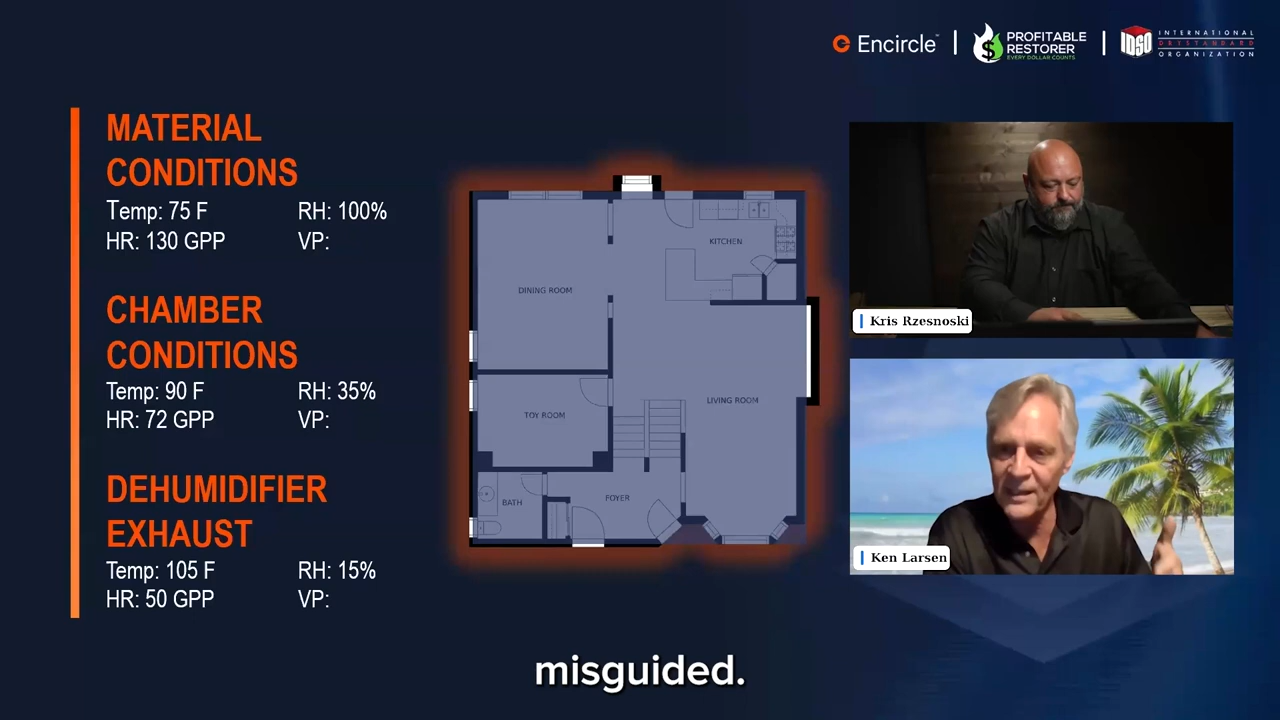 Encircle
PROFITABLE
RESTORER
EVERY DOLLAR COUNTS
IDSO
INTERNATIONAL
DRYSTANDARD
ORGANIZATION
MATERIAL
CONDITIONS
Temp: 75 F RH: 100%
HR: 130 GPP VP:
CHAMBER
CONDITIONS
Temp: 90 F RH: 35%
HR: 72 GPP VP:
DEHUMIDIFIER
EXHAUST
Temp: 105 F RH: 15%
HR: 50 GPP VP:
KITCHEN
DINING ROOM
LIVING ROOM
TOY ROOM
BATH
FOYER
Kris Rzesnoski
Ken Larsen
misguided.